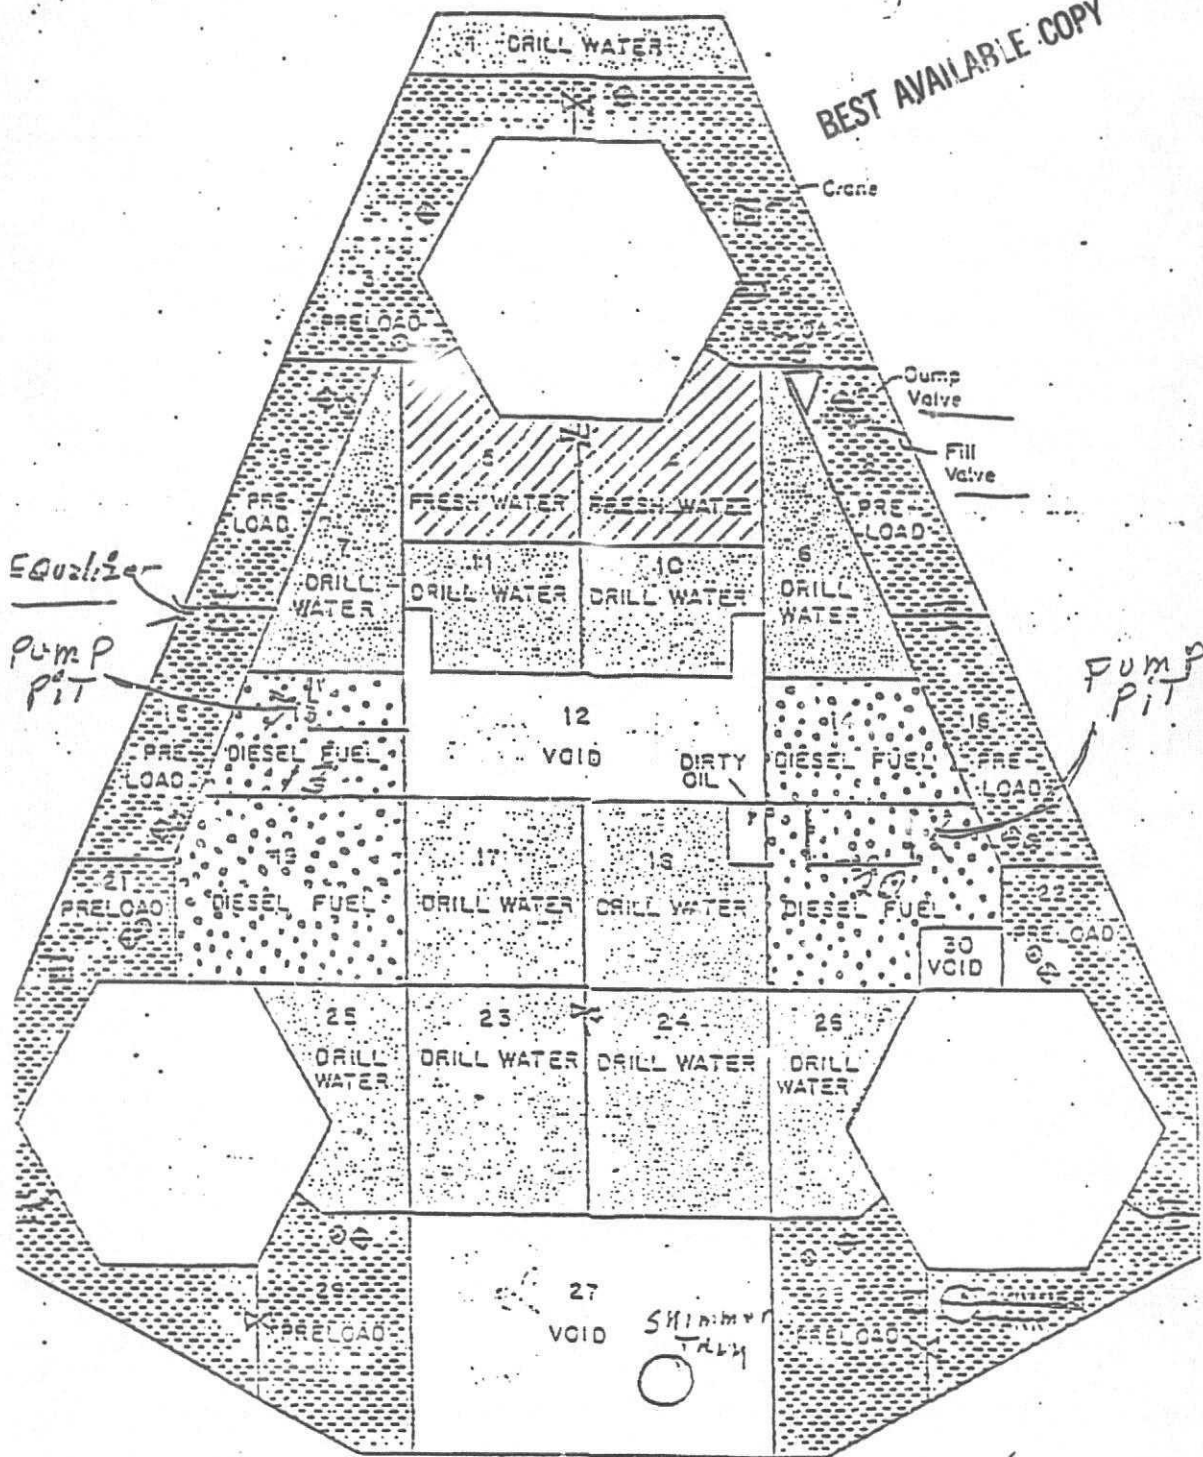 1 DRILL WATER
BEST AVAILABLE COPY
Crane
3
PRELOAD
PRELOAD
Dump
Valve
Fill
Valve
FRESH WATER
FRESH WATER
PRE-
LOAD
PRE-
LOAD
7
DRILL
WATER
11
DRILL WATER
10
DRILL WATER
6
DRILL
WATER
Equalizer
Pump
Pit
Pump
Pit
15
PRE-
LOAD
DIESEL FUEL
12
VOID
DIRTY
OIL
14
DIESEL FUEL
16
PRE-
LOAD
21
PRELOAD
19
DIESEL FUEL
17
DRILL WATER
18
DRILL WATER
20
DIESEL FUEL
22
PRELOAD
30
VOID
25
DRILL
WATER
23
DRILL WATER
24
DRILL WATER
26
DRILL
WATER
29
PRELOAD
27
VOID
Skimmer
28
PRELOAD